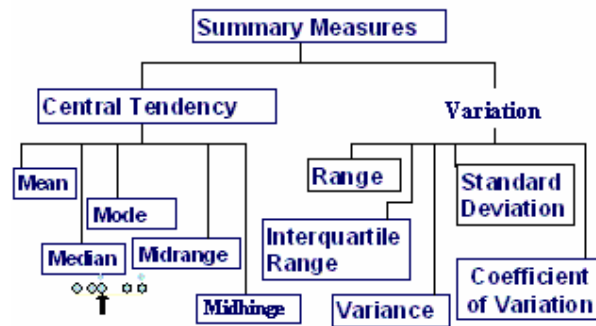 Summary Measures
Central Tendency
Variation
Mean
Mode
Median
Midrange
Midhinge
Range
Interquartile
Range
Variance
Standard
Deviation
Coefficient
of Variation